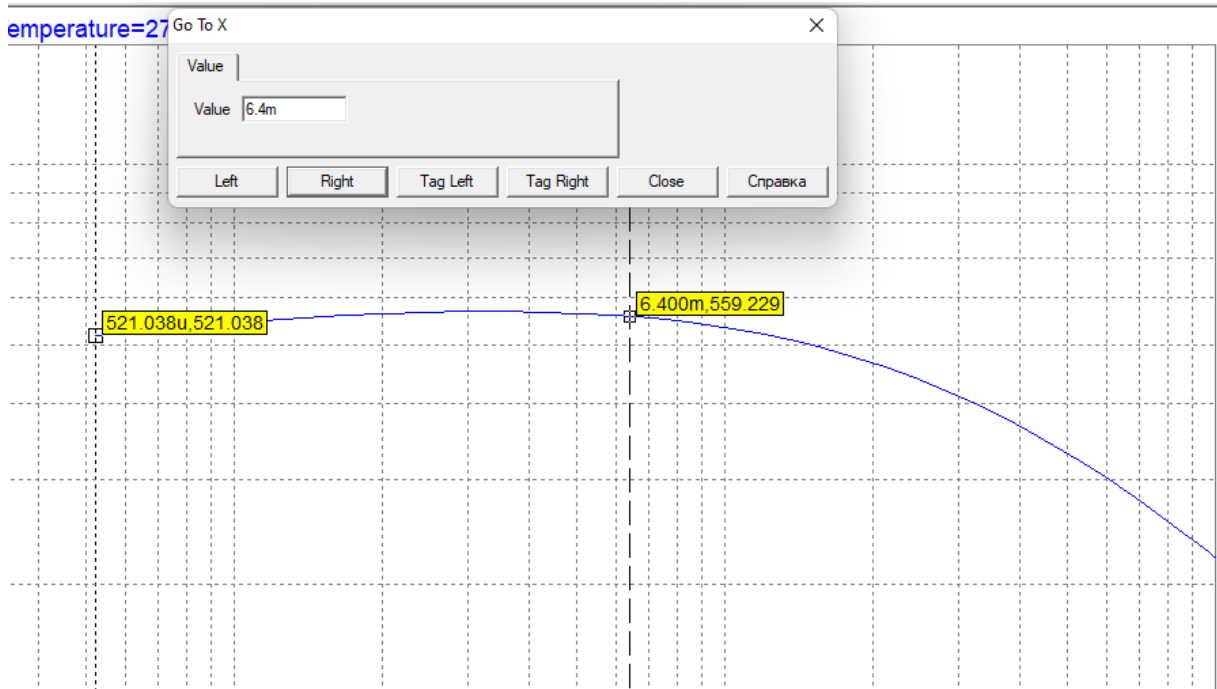 emperature=27
Go To X
Value
Value 6.4m
Left Right Tag Left Tag Right Close Справка
6.400m,559.229
521.038u,521.038